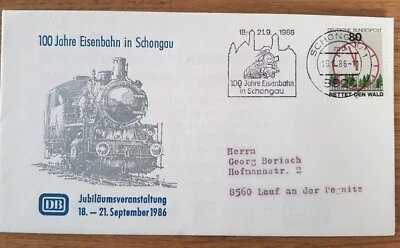 100 Jahre Eisenbahn in Schongau
18.-21.9.1986
100 Jahre Eisenbahn
in Schongau
SCHONGAU
DEUTSCHE BUNDESPOST
80
RETTET DEN WALD
Herrn
Georg Borisch
Hofmannstr. 2
8560 Lauf an der Pegnitz
DB
Jubiläumsveranstaltung
18. – 21. September 1986